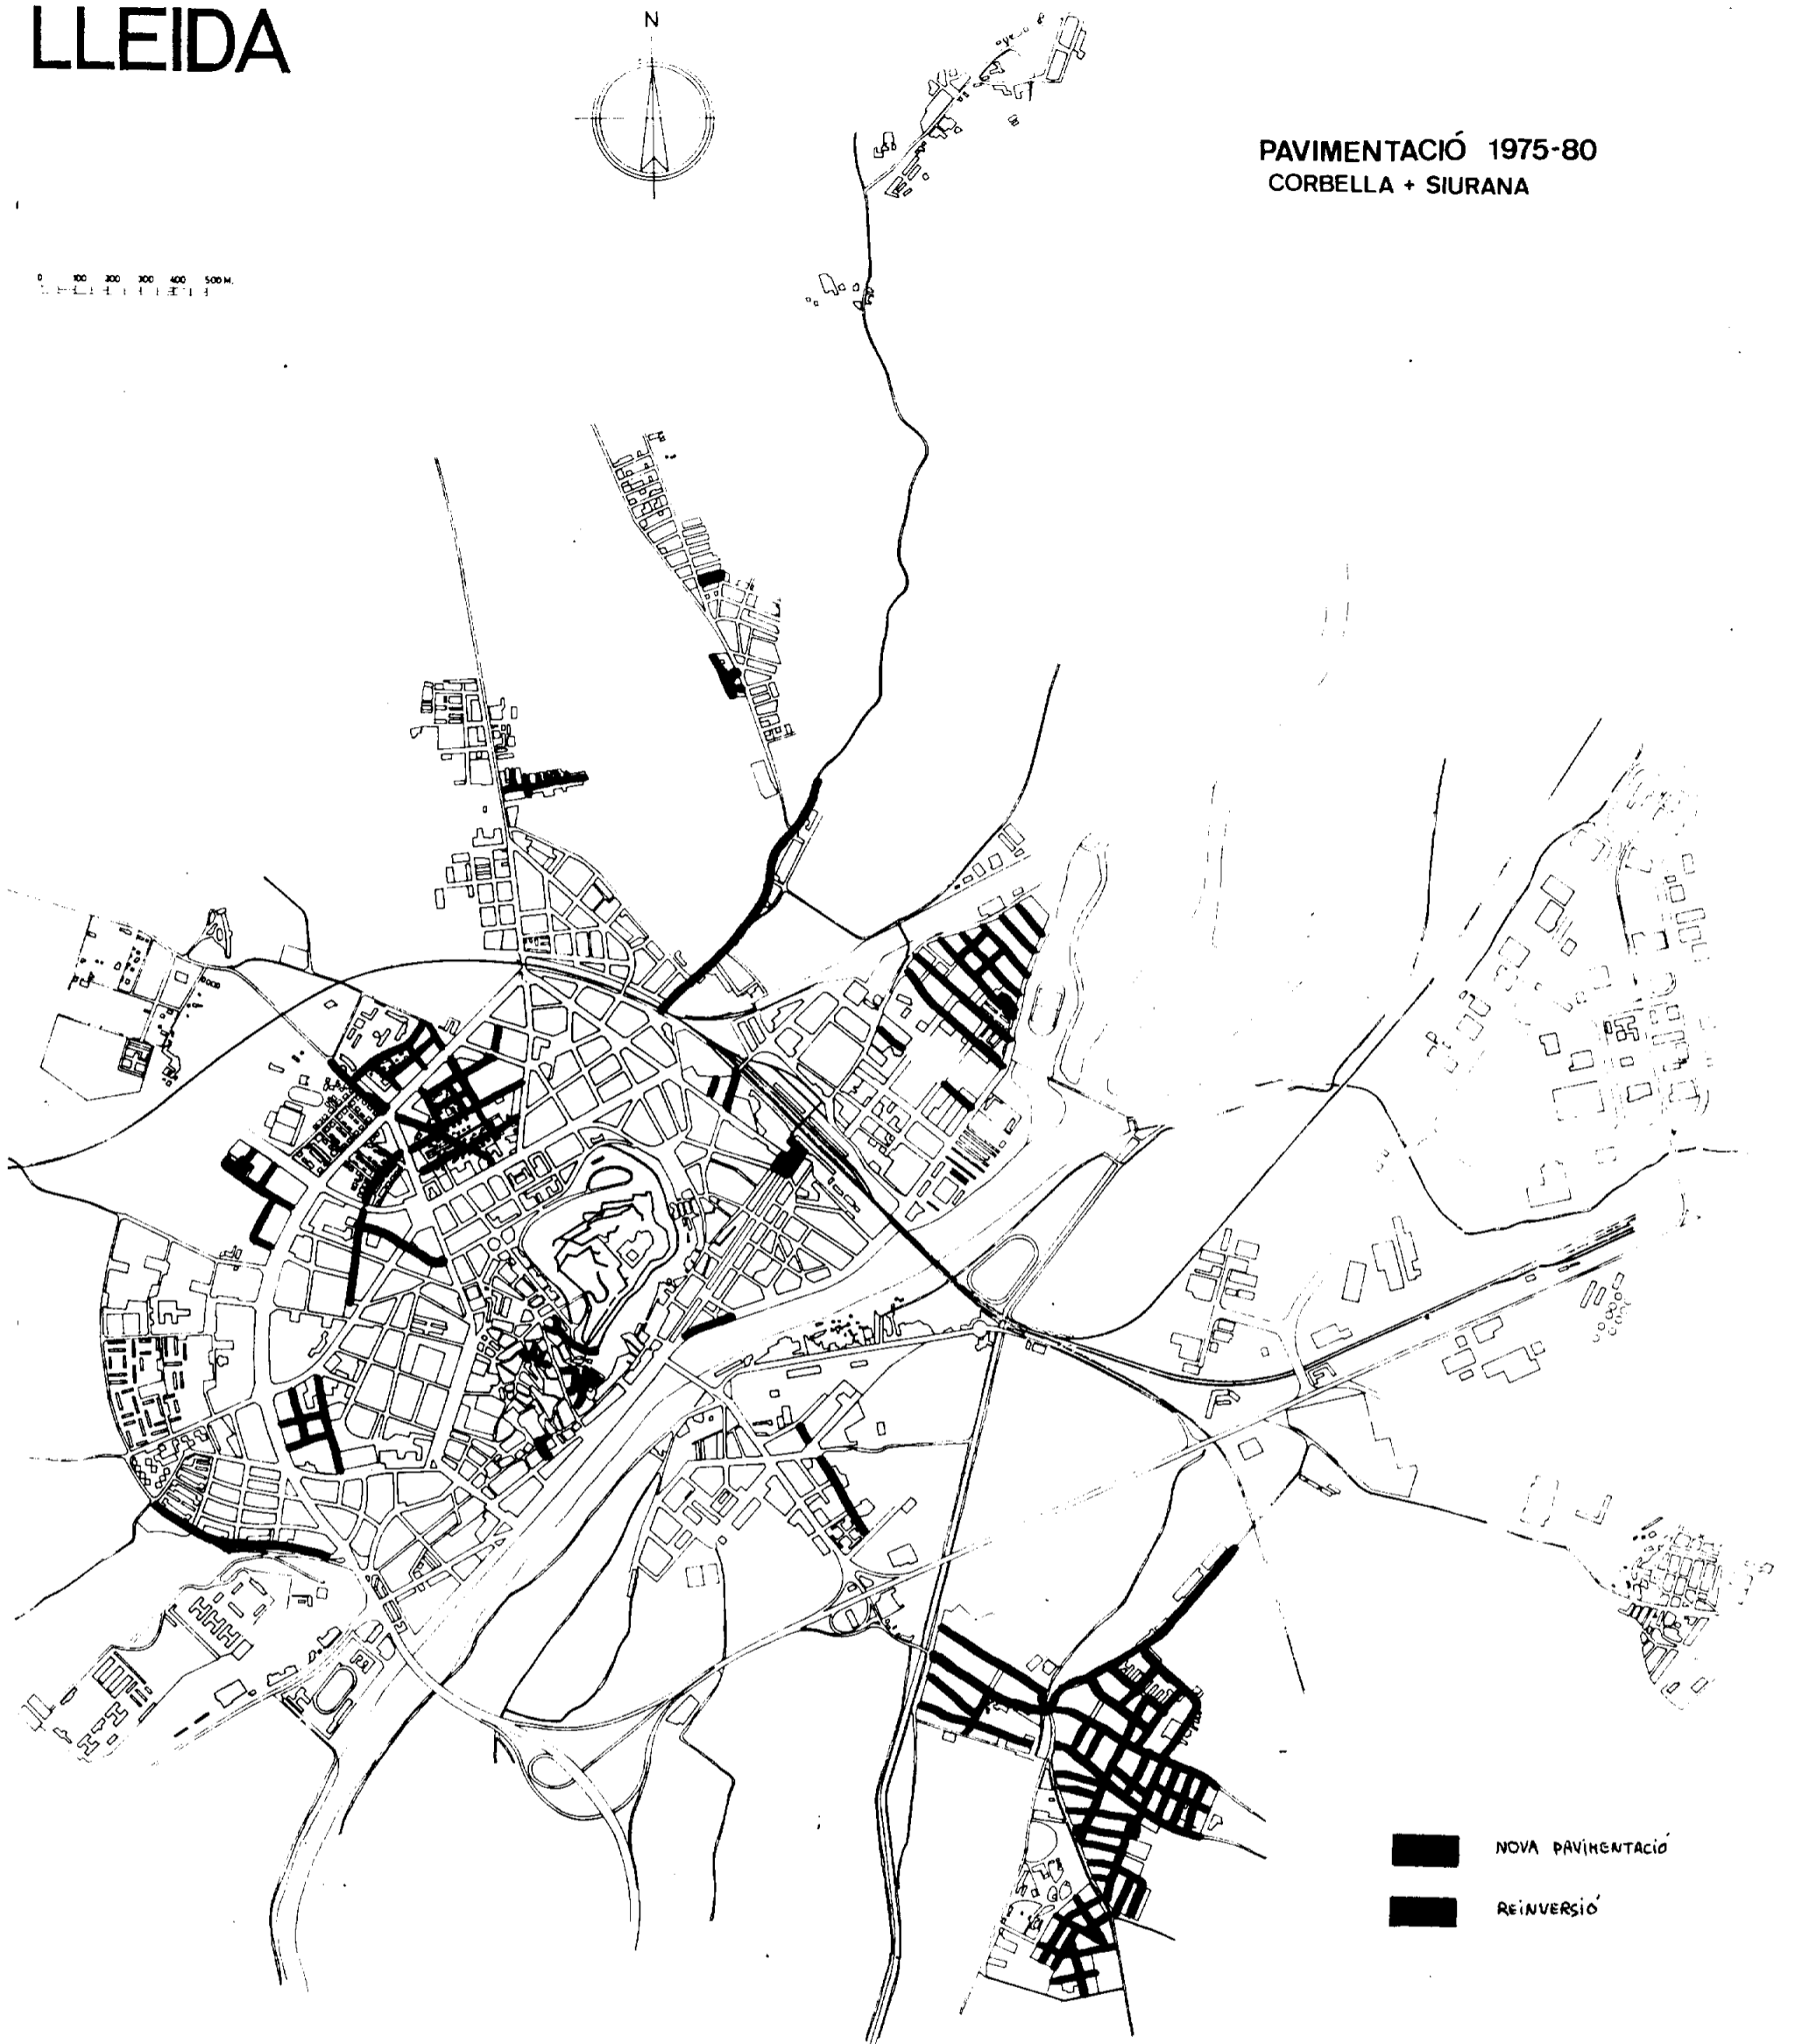 LLEIDA
N
PAVIMENTACIÓ 1975-80
CORBELLA + SIURANA
0 100 200 300 400 500 M.
NOVA PAVIMENTACIÓ
REINVERSIÓ